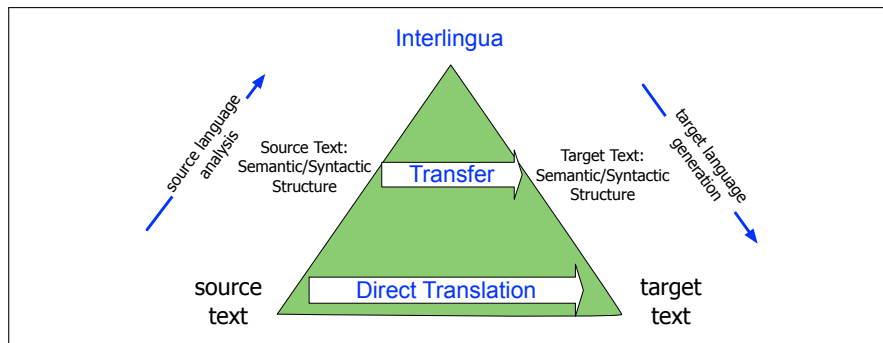 Interlingua
source language
analysis
Source Text:
Semantic/Syntactic
Structure
Transfer
Target Text:
Semantic/Syntactic
Structure
target language
generation
source
text
Direct Translation
target
text